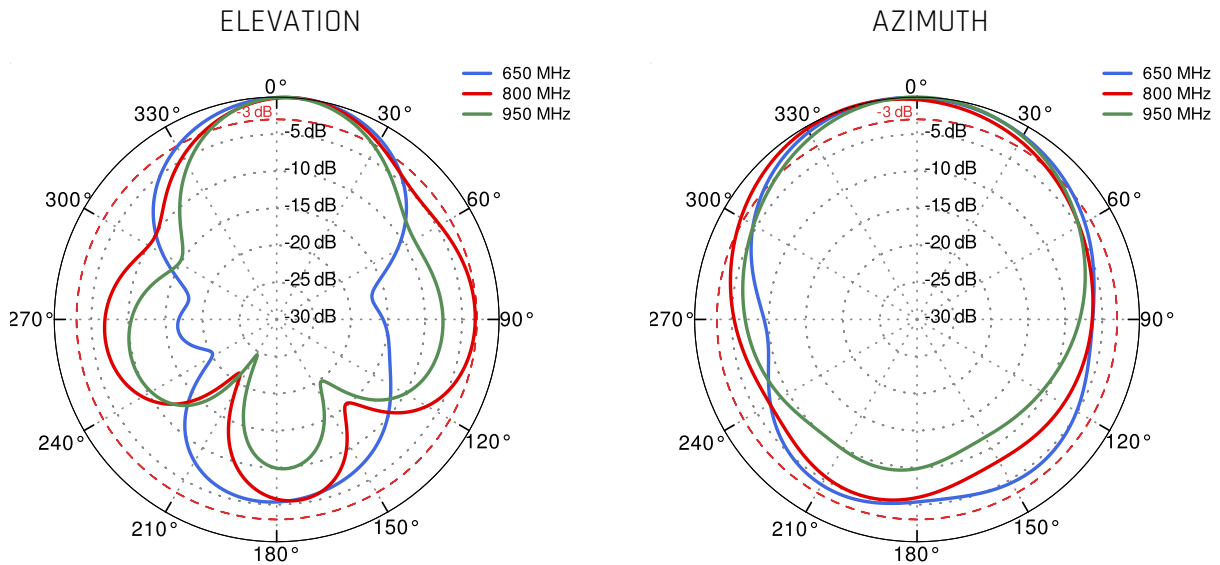 ELEVATION
650 MHz
800 MHz
950 MHz
0°
-3 dB
330°
30°
-5 dB
-10 dB
300°
60°
-15 dB
-20 dB
-25 dB
270°
-30 dB
90°
240°
120°
210°
150°
180°
AZIMUTH
650 MHz
800 MHz
950 MHz
0°
-3 dB
330°
30°
-5 dB
-10 dB
300°
60°
-15 dB
-20 dB
-25 dB
270°
-30 dB
90°
240°
120°
210°
150°
180°